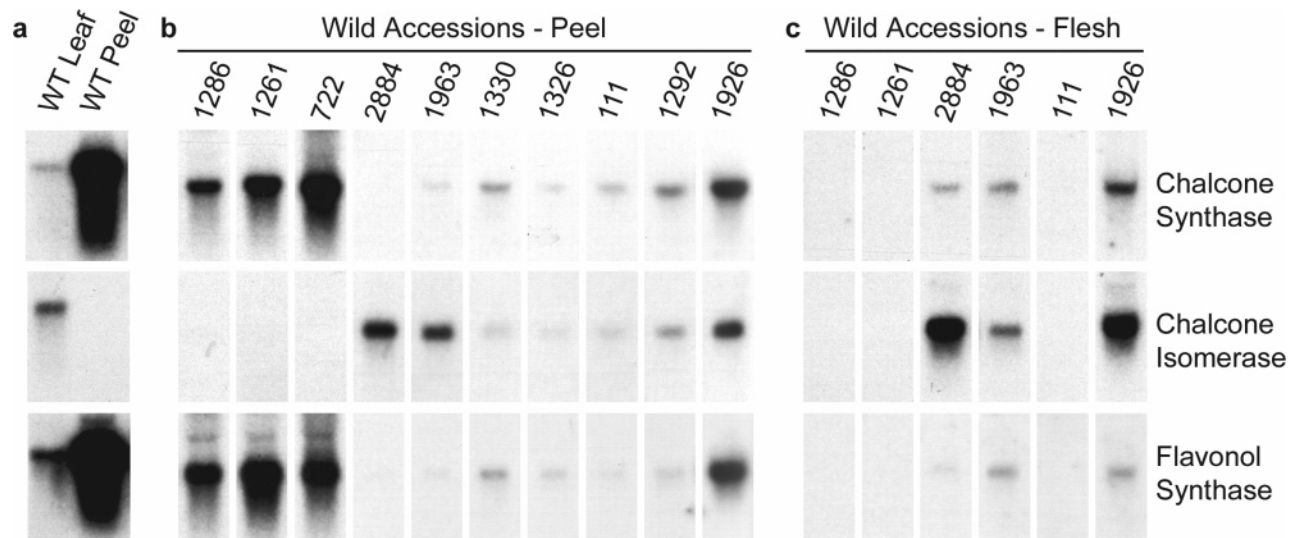 a
WT Leaf
WT Peel
b
Wild Accessions - Peel
1286
1261
722
2884
1963
1330
1326
111
1292
1926
c
Wild Accessions - Flesh
1286
1261
2884
1963
111
1926
Chalcone
Synthase
Chalcone
Isomerase
Flavonol
Synthase